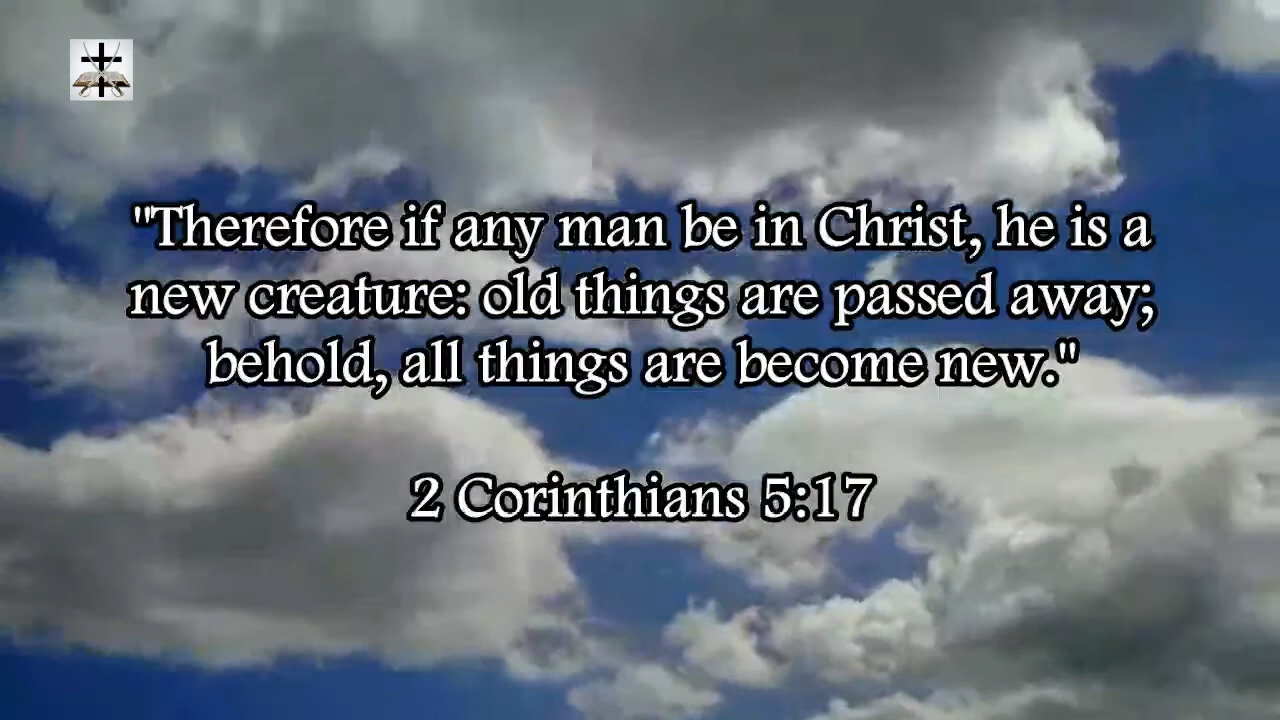 "Therefore if any man be in Christ, he is a
new creature: old things are passed away;
behold, all things are become new."
2 Corinthians 5:17